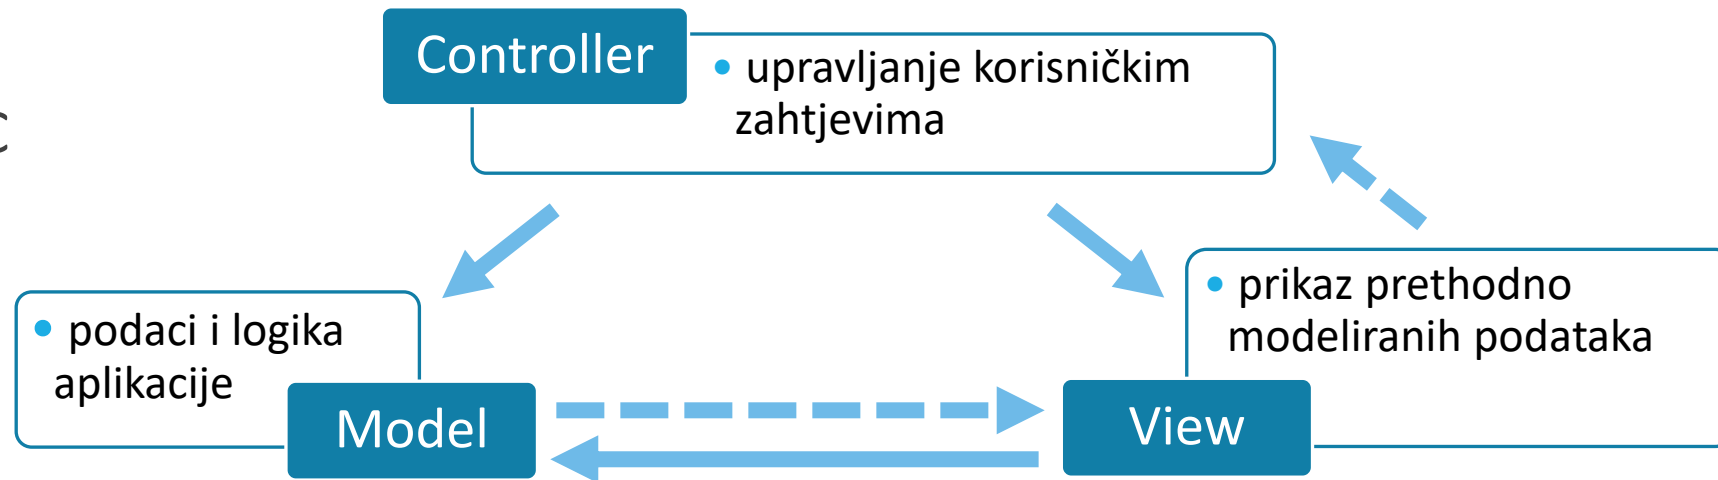 Controller
• upravljanje korisničkim
zahtjevima
C
• podaci i logika
aplikacije
Model
• prikaz prethodno
modeliranih podataka
View